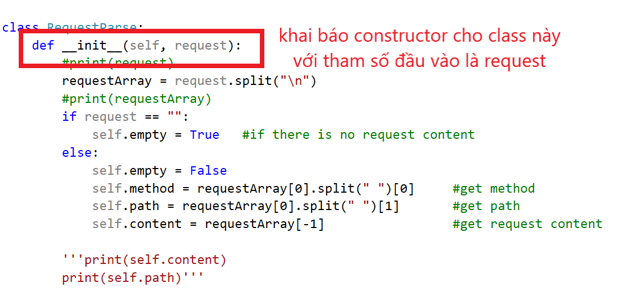 class RequestParse:
    def __init__(self, request):
khai báo constructor cho class này
với tham số đầu vào là request
        #print(request)
        requestArray = request.split("\n")
        #print(requestArray)
        if request == "":
            self.empty = True   #if there is no request content
        else:
            self.empty = False
            self.method = requestArray[0].split(" ")[0]     #get method
            self.path = requestArray[0].split(" ")[1]       #get path
            self.content = requestArray[-1]                 #get request content
        '''print(self.content)
        print(self.path)'''